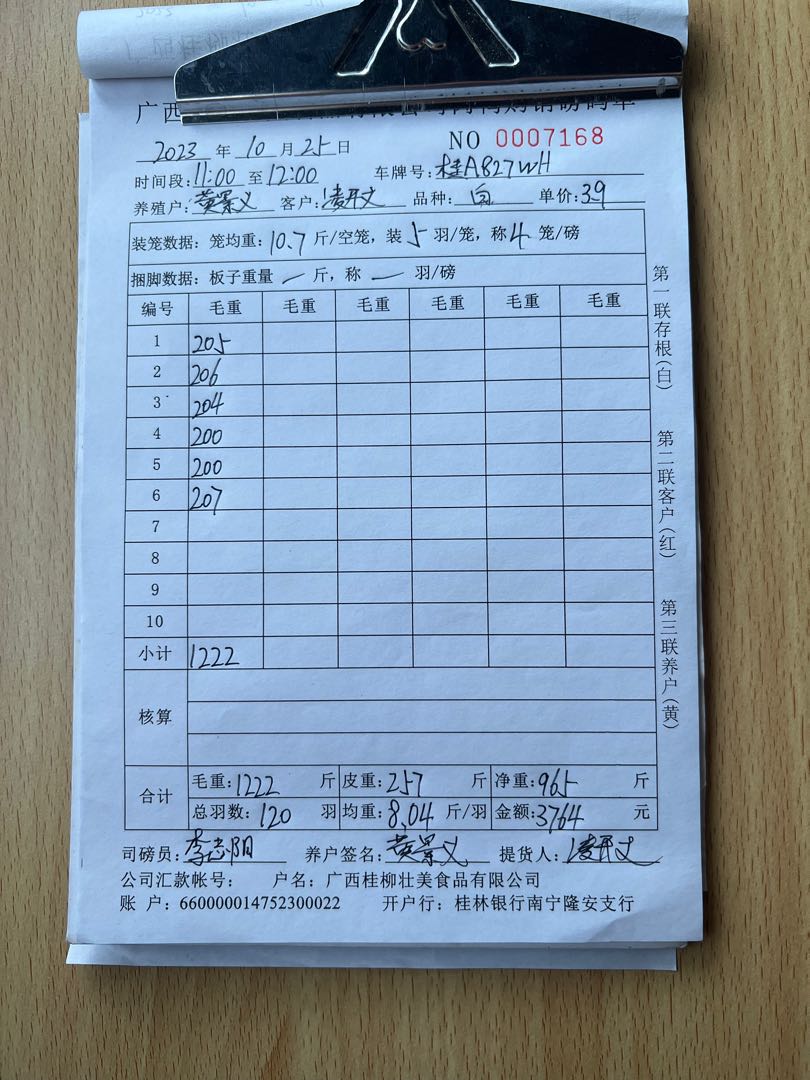 广西
2023 年 10 月 25 日 NO 0007168
时间段: 11:00 至 12:00 车牌号: 桂A827WH
养殖户: 黄景义 客户: 凌开文 品种: 白 单价: 3.9
装笼数据: 笼均重: 10.7 斤/空笼, 装 5 羽/笼, 称 4 笼/磅
捆脚数据: 板子重量 — 斤, 称 — 羽/磅
编号 毛重 毛重 毛重 毛重 毛重 毛重
1 205
2 206
3 204
4 200
5 200
6 207
7
8
9
10
小计 1222
核算
合计 毛重: 1222 斤 皮重: 257 斤 净重: 965 斤
总羽数: 120 羽 均重: 8.04 斤/羽 金额: 3764 元
司磅员: 李志阳 养户签名: 黄景义 提货人: 凌开文
公司汇款帐号: 户名: 广西桂柳壮美食品有限公司
账 户: 660000014752300022 开户行: 桂林银行南宁隆安支行
第一联存根(白)
第二联客户(红)
第三联养户(黄)